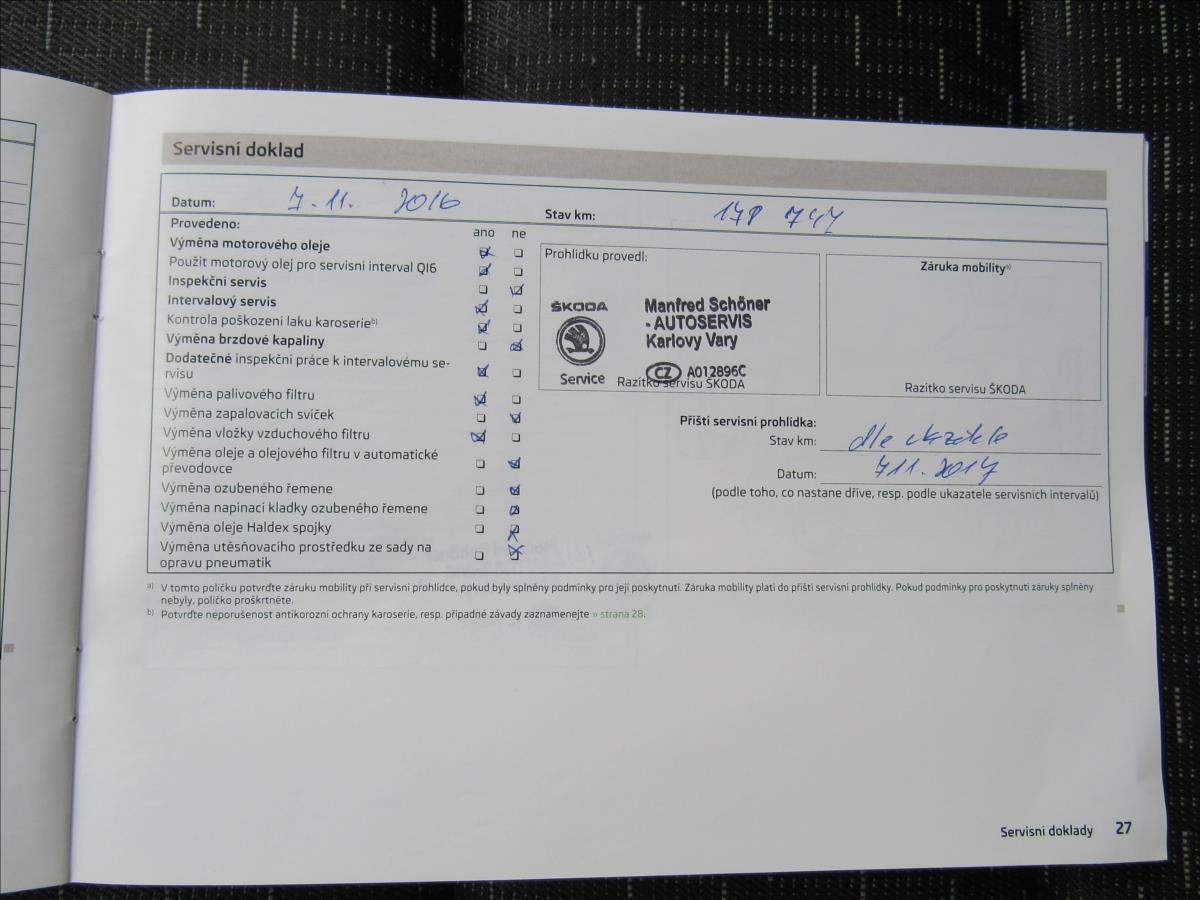 Servisní doklad
Datum: 7.11. 2016
Stav km: 178 747
Provedeno:
ano ne
Výměna motorového oleje
Použit motorový olej pro servisní interval QI6
Inspekční servis
Intervalový servis
Kontrola poškození laku karoserieb)
Výměna brzdové kapaliny
Dodatečné inspekční práce k intervalovému se-
rvisu
Výměna palivového filtru
Výměna zapalovacích svíček
Výměna vložky vzduchového filtru
Výměna oleje a olejového filtru v automatické
převodovce
Výměna ozubeného řemene
Výměna napínací kladky ozubeného řemene
Výměna oleje Haldex spojky
Výměna utěsňovacího prostředku ze sady na
opravu pneumatik
Prohlídku provedl:
ŠKODA
Service
Manfred Schöner
- AUTOSERVIS
Karlovy Vary
CZ A012896C
Razítko servisu ŠKODA
Záruka mobilitya)
Razítko servisu ŠKODA
Příští servisní prohlídka:
Stav km: dle ukazatele
Datum: 7 11. 2017
(podle toho, co nastane dříve, resp. podle ukazatele servisních intervalů)
a) V tomto políčku potvrďte záruku mobility při servisní prohlídce, pokud byly splněny podmínky pro její poskytnutí. Záruka mobility platí do příští servisní prohlídky. Pokud podmínky pro poskytnutí záruky splněny
nebyly, políčko proškrtněte.
b) Potvrďte neporušenost antikorozní ochrany karoserie, resp. případné závady zaznamenejte » strana 28.
Servisní doklady 27